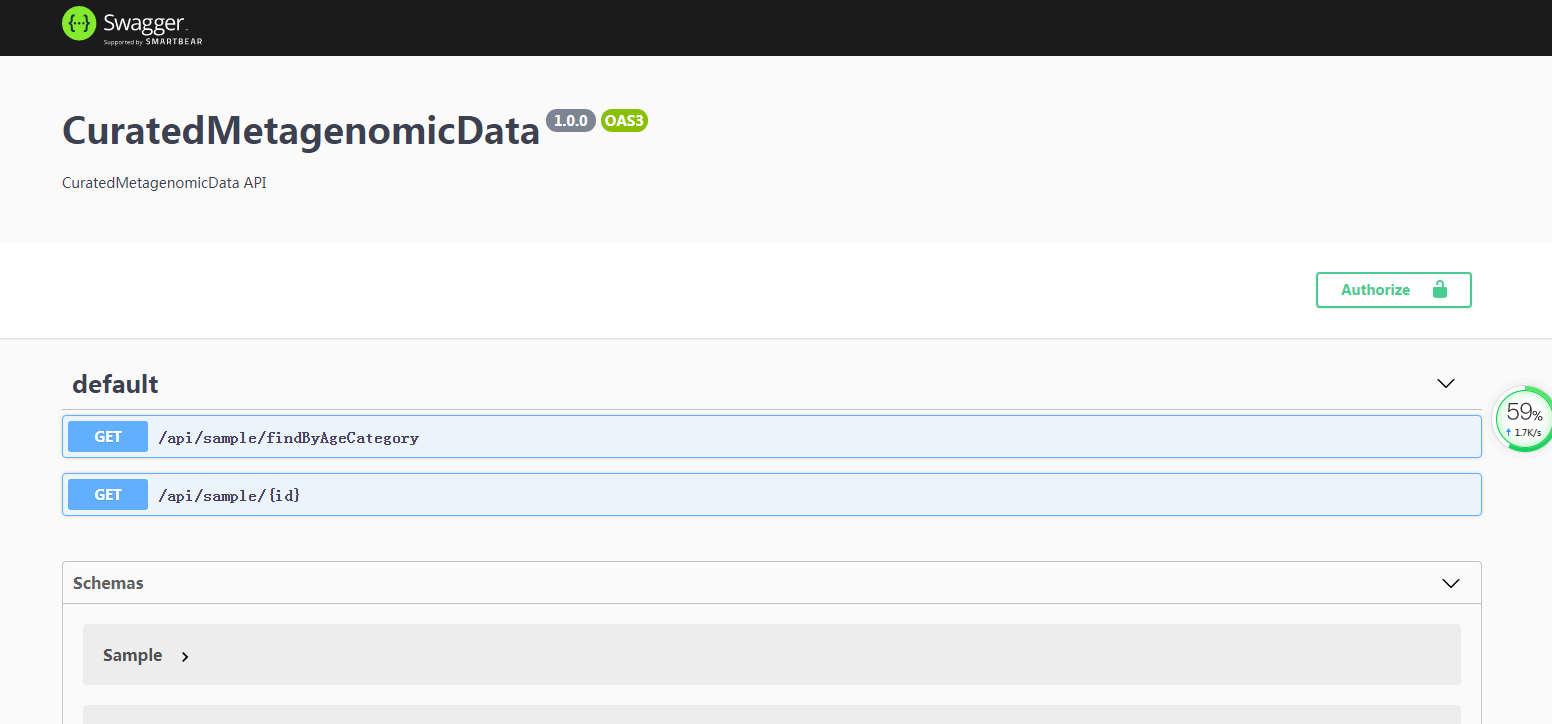 Swagger
Supported by SMARTBEAR
CuratedMetagenomicData 1.0.0 OAS3
CuratedMetagenomicData API
Authorize
default
GET /api/sample/findByAgeCategory
59%
↑ 1.7K/s
GET /api/sample/{id}
Schemas
Sample